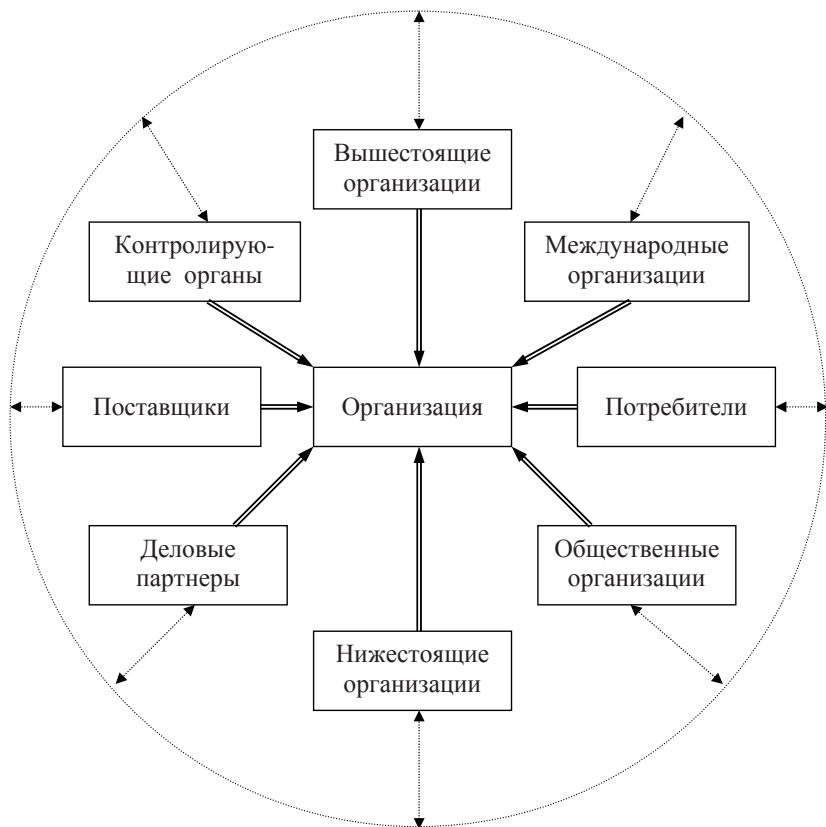 Вышестоящие
организации
Контролирую-
щие органы
Международные
организации
Поставщики
Организация
Потребители
Деловые
партнеры
Общественные
организации
Нижестоящие
организации